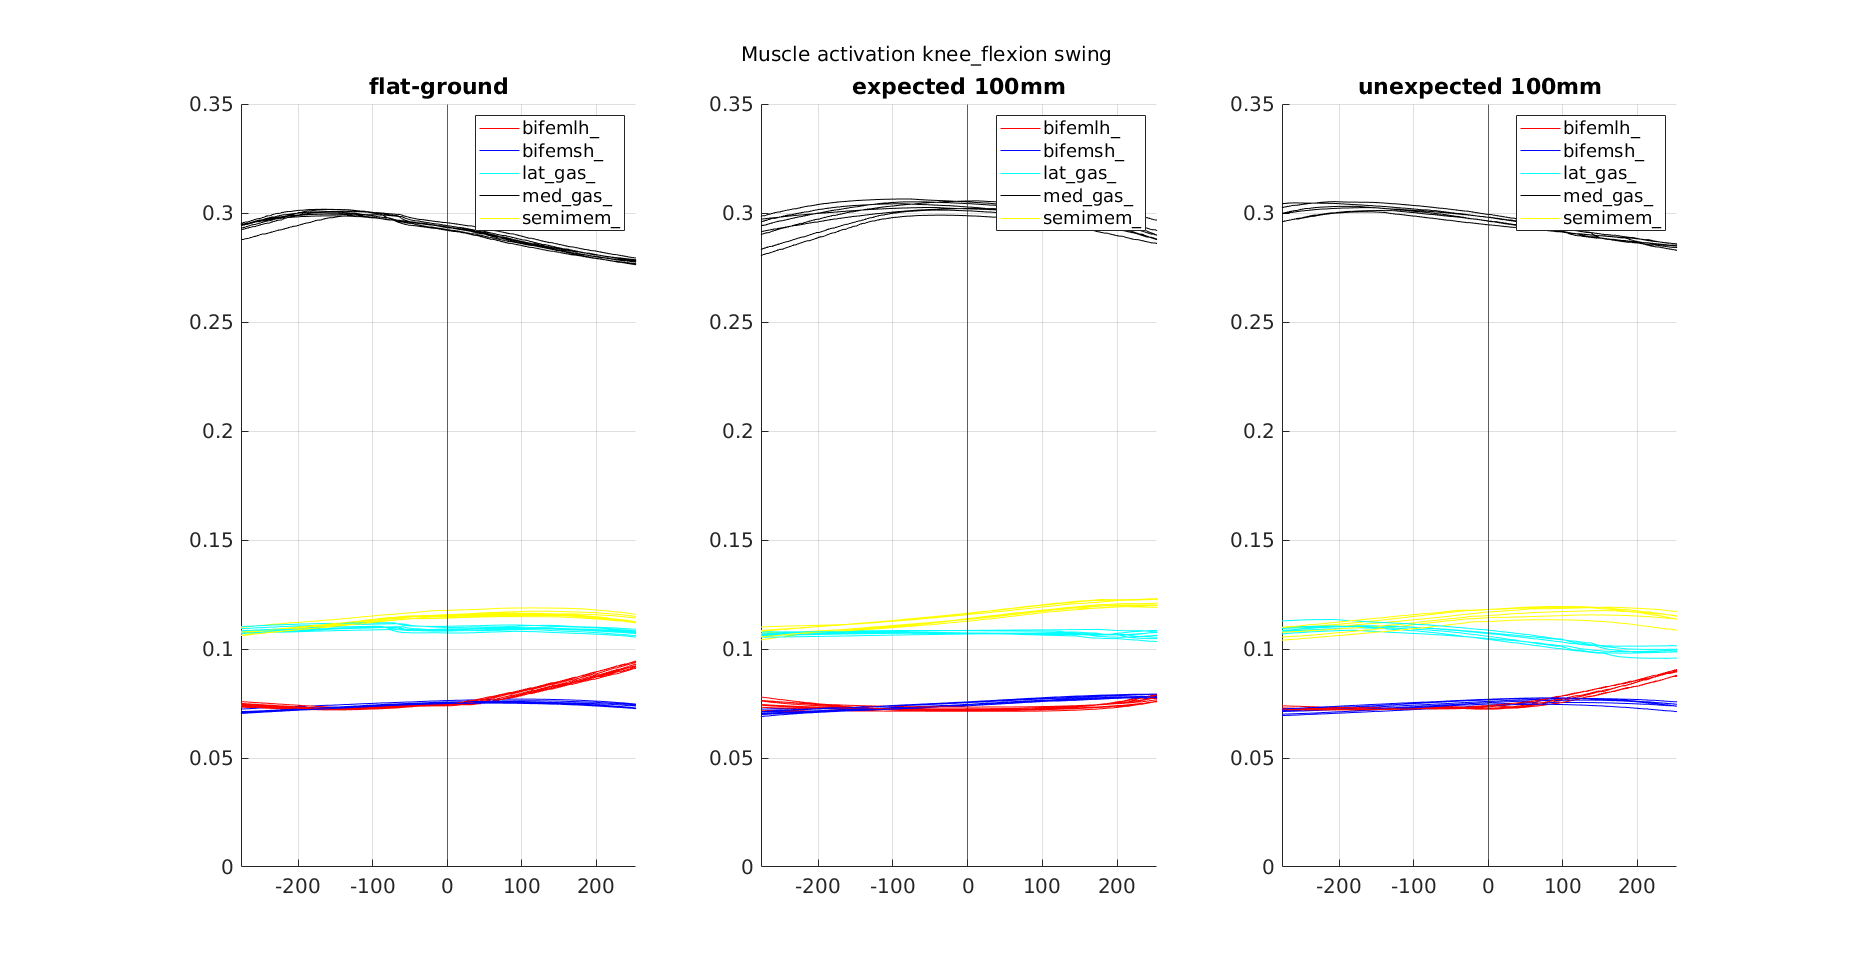 Muscle activation knee_flexion swing
flat-ground
0.35
0.3
0.25
0.2
0.15
0.1
0.05
0
-200 -100 0 100 200
bifemlh_
bifemsh_
lat_gas_
med_gas_
semimem_
expected 100mm
0.35
0.3
0.25
0.2
0.15
0.1
0.05
0
-200 -100 0 100 200
bifemlh_
bifemsh_
lat_gas_
med_gas_
semimem_
unexpected 100mm
0.35
0.3
0.25
0.2
0.15
0.1
0.05
0
-200 -100 0 100 200
bifemlh_
bifemsh_
lat_gas_
med_gas_
semimem_